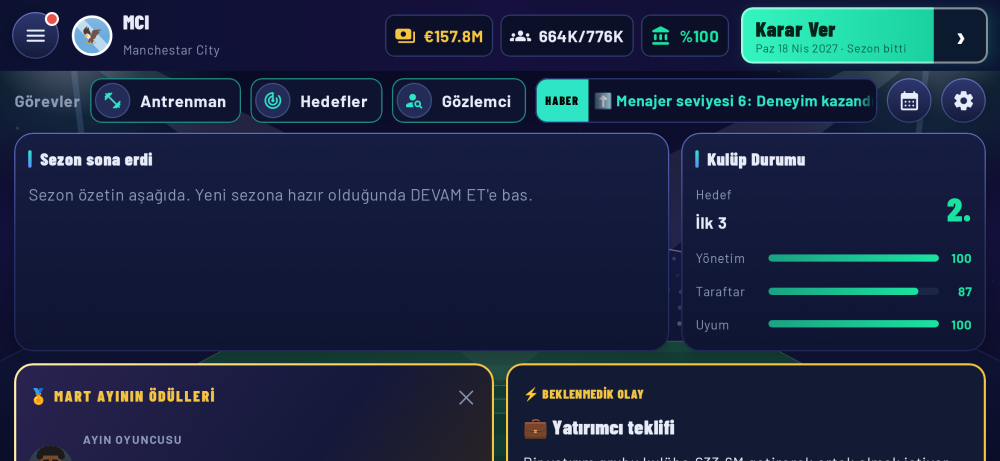 MCI
Manchestar City
€157.8M
664K/776K
%100
Karar Ver
Paz 18 Nis 2027 · Sezon bitti
Görevler
Antrenman
Hedefler
Gözlemci
HABER
Menajer seviyesi 6: Deneyim kazandı
Sezon sona erdi
Sezon özetin aşağıda. Yeni sezona hazır olduğunda DEVAM ET'e bas.
Kulüp Durumu
Hedef
İlk 3
2.
Yönetim 100
Taraftar 87
Uyum 100
MART AYININ ÖDÜLLERİ
AYIN OYUNCUSU
BEKLENMEDİK OLAY
Yatırımcı teklifi